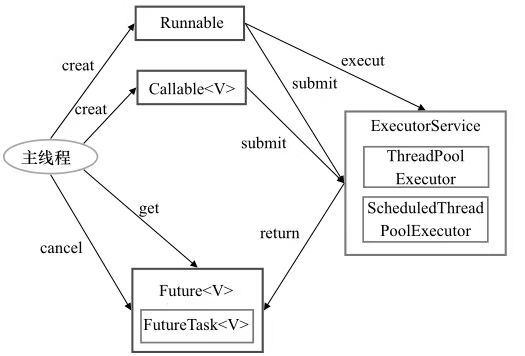 Runnable
creat
execut
submit
Callable<V>
creat
ExecutorService
submit
ThreadPool
Executor
主线程
ScheduledThread
PoolExecutor
get
return
cancel
Future<V>
FutureTask<V>